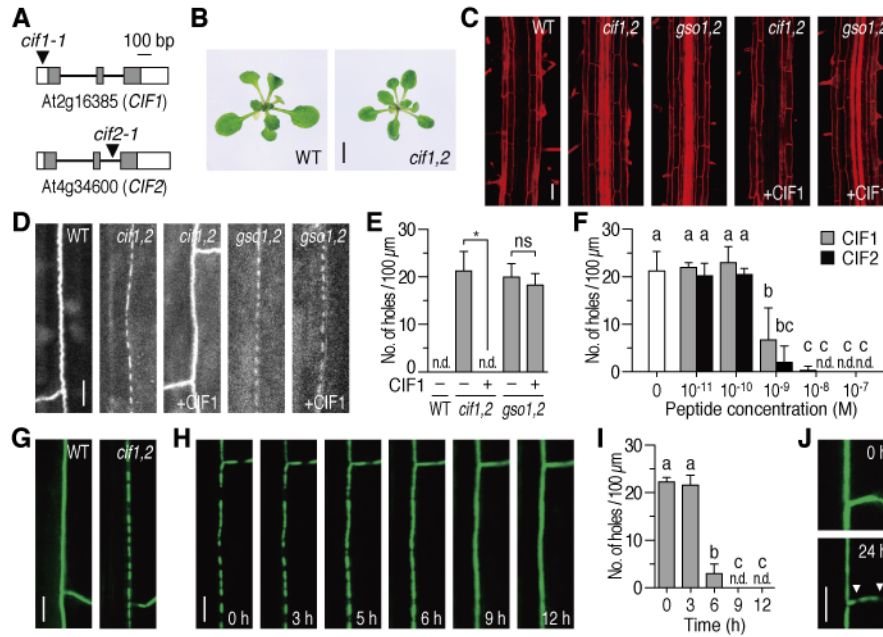 A
cif1-1
100 bp
At2g16385 (CIF1)
cif2-1
At4g34600 (CIF2)
B
WT
cif1,2
C
WT
cif1,2
gso1,2
cif1,2
gso1,2
+CIF1
+CIF1
D
WT
cif1,2
cif1,2
gso1,2
gso1,2
+CIF1
+CIF1
E
No. of holes / 100 µm
30
20
10
0
*
ns
n.d.
n.d.
CIF1
– – + – +
WT cif1,2 gso1,2
F
No. of holes / 100 µm
30
20
10
0
CIF1
CIF2
a a a a a b bc c c c c
n.d. n.d. n.d.
0 10⁻¹¹ 10⁻¹⁰ 10⁻⁹ 10⁻⁸ 10⁻⁷
Peptide concentration (M)
G
WT
cif1,2
H
0 h
3 h
5 h
6 h
9 h
12 h
I
No. of holes / 100 µm
30
20
10
0
a a b c c
n.d. n.d.
0 3 6 9 12
Time (h)
J
0 h
24 h